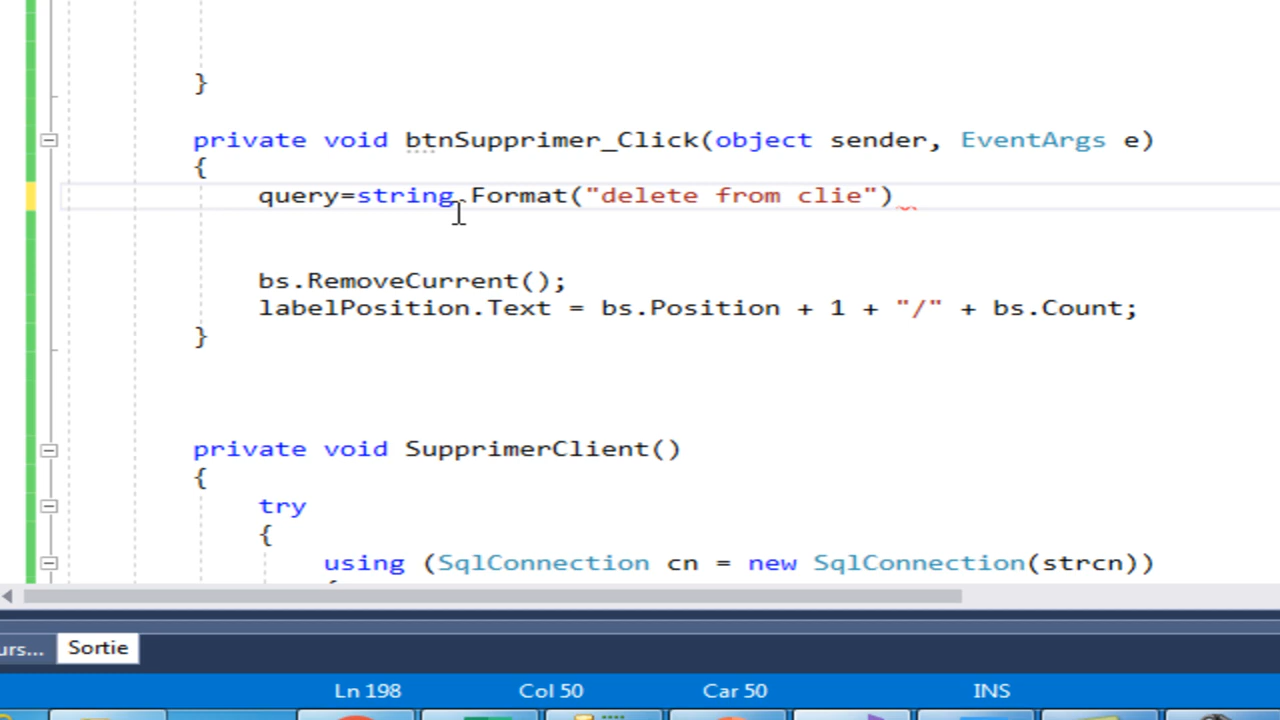 }
private void btnSupprimer_Click(object sender, EventArgs e)
{
query=string.Format("delete from clie")
bs.RemoveCurrent();
labelPosition.Text = bs.Position + 1 + "/" + bs.Count;
}
private void SupprimerClient()
{
try
{
using (SqlConnection cn = new SqlConnection(strcn))
urs... Sortie
Ln 198 Col 50 Car 50 INS